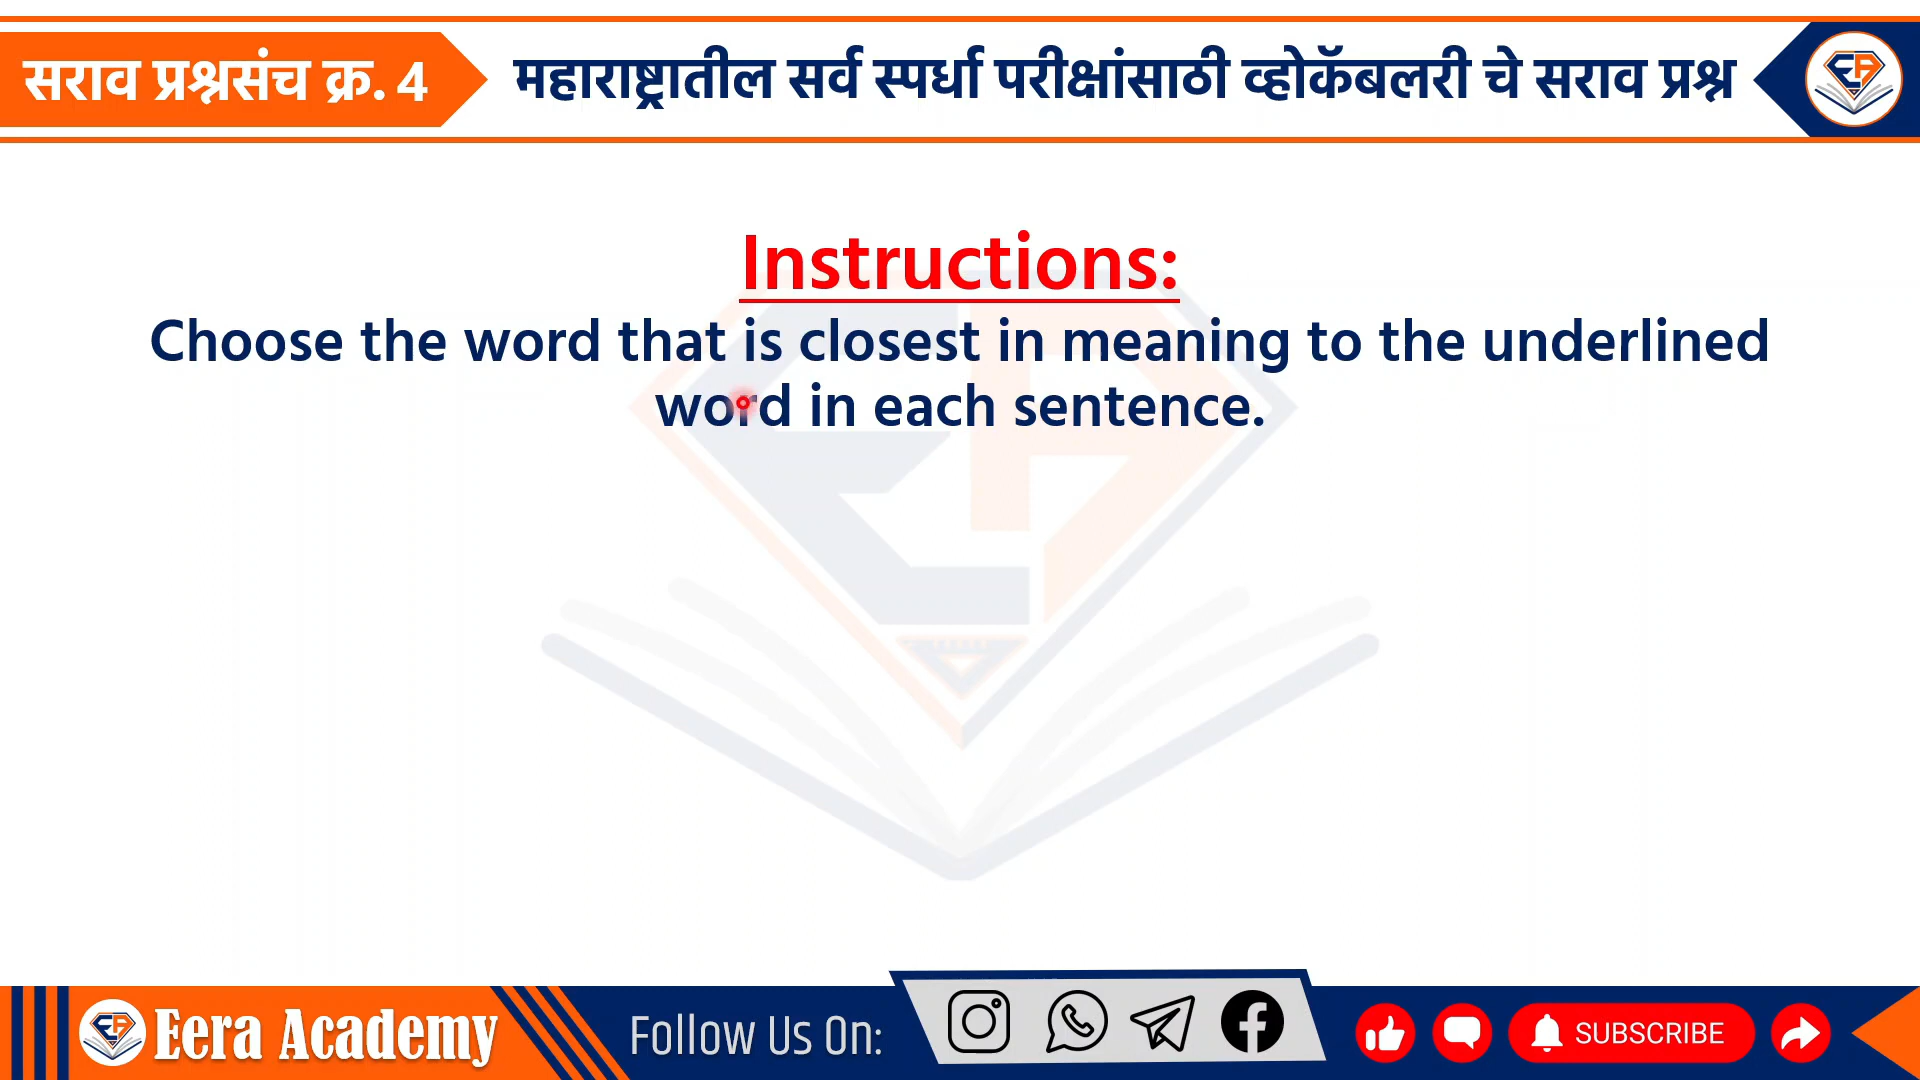 सराव प्रश्नसंच क्र. 4
महाराष्ट्रातील सर्व स्पर्धा परीक्षांसाठी व्होकॅबलरी चे सराव प्रश्न
Instructions:
Choose the word that is closest in meaning to the underlined
word in each sentence.
Eera Academy
Follow Us On:
SUBSCRIBE